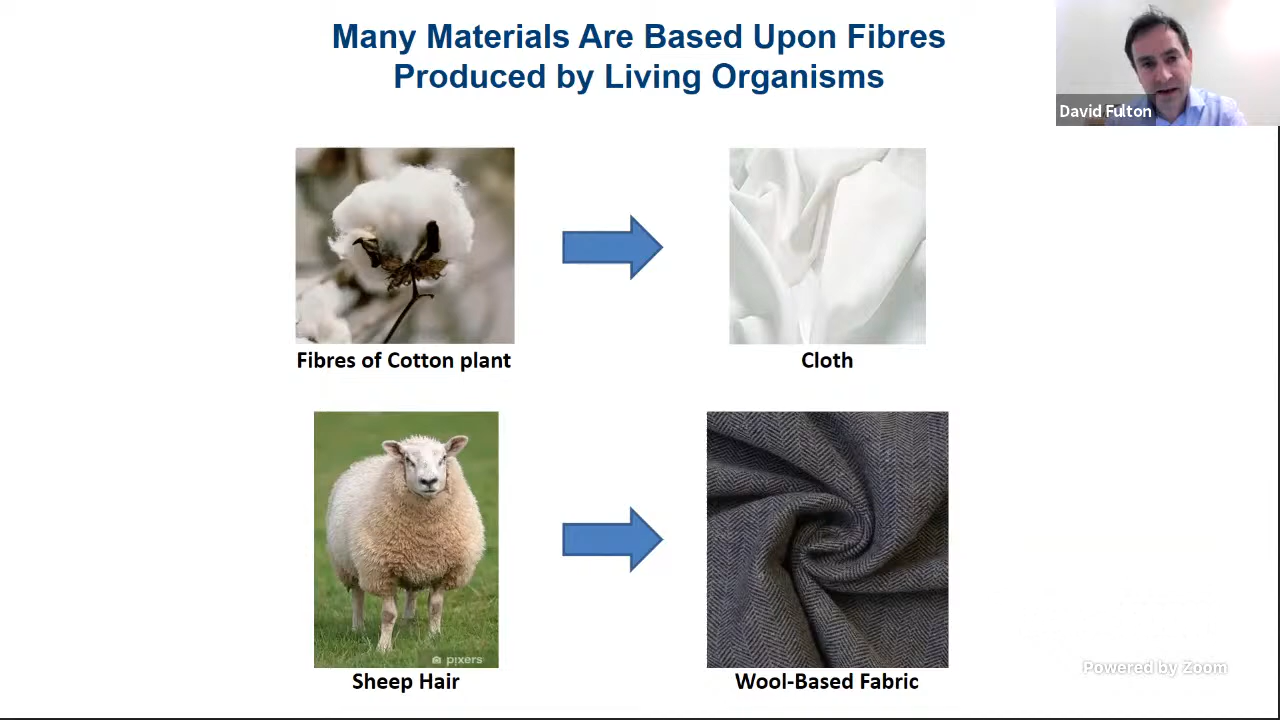 Many Materials Are Based Upon Fibres
Produced by Living Organisms
David Fulton
Fibres of Cotton plant
Cloth
pixers
Sheep Hair
Wool-Based Fabric
Powered by Zoom